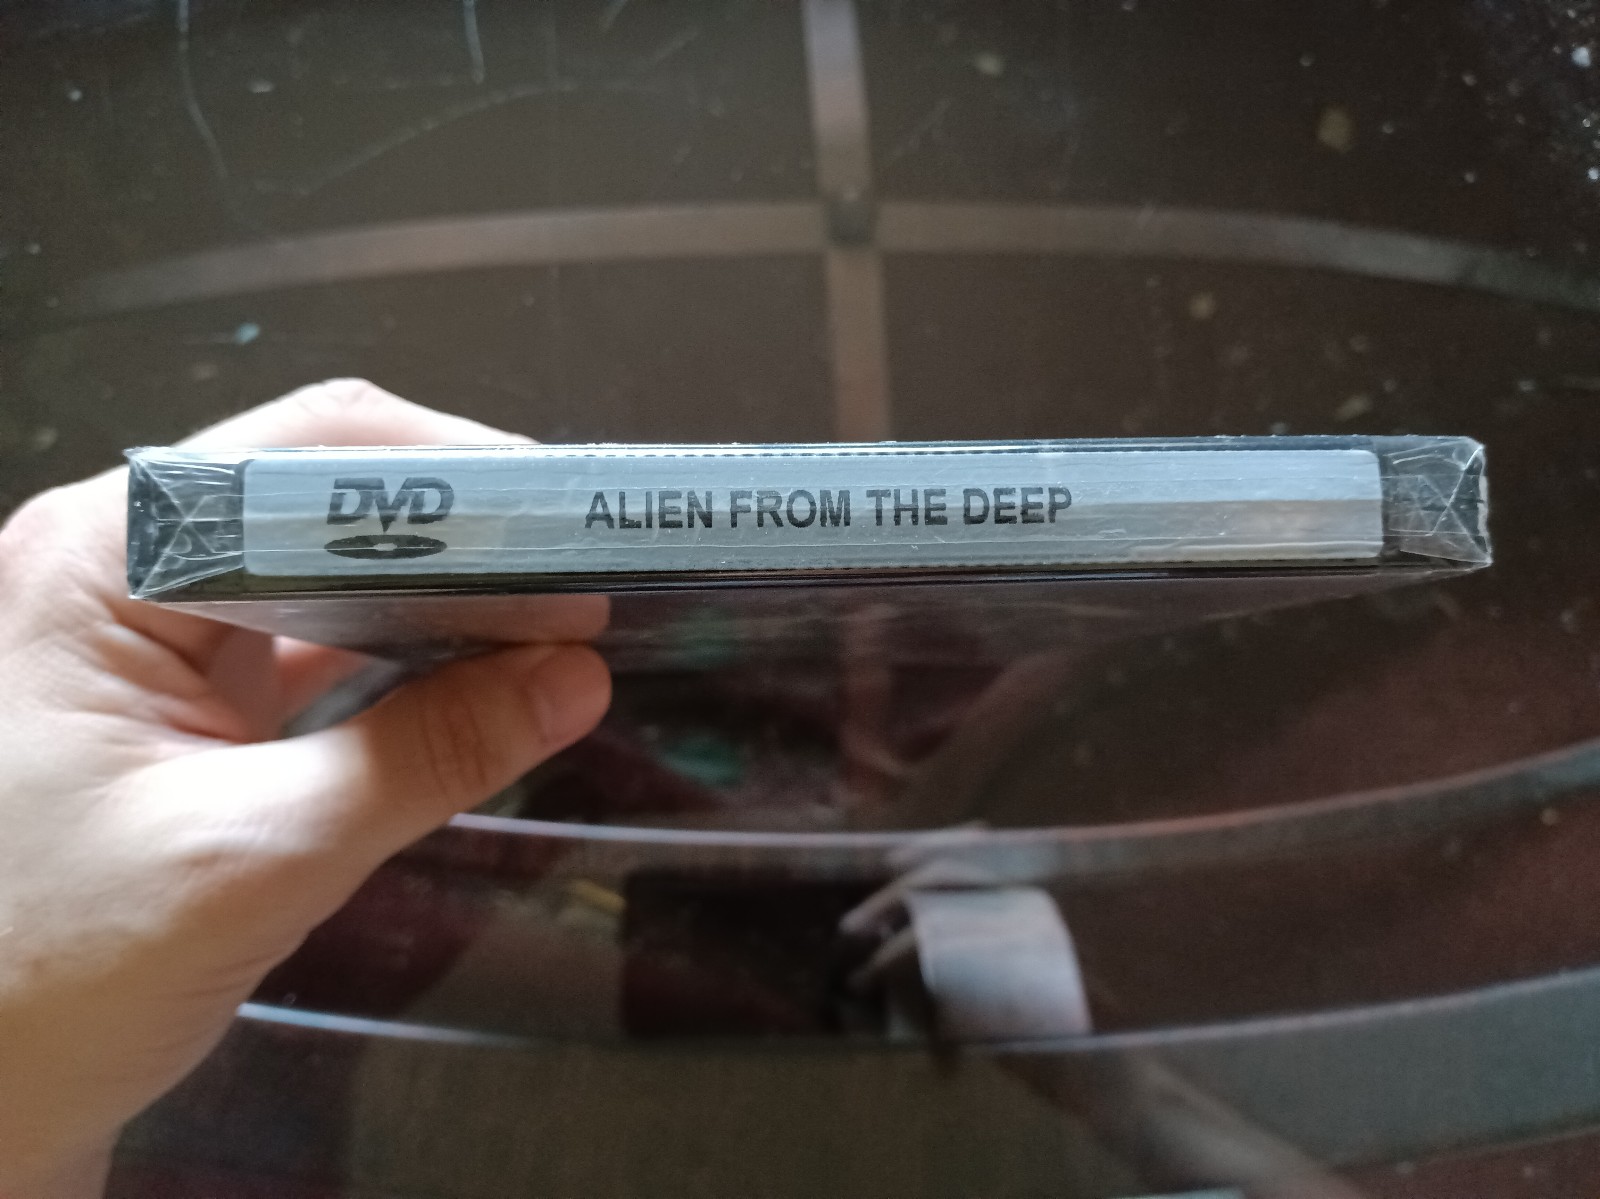 DVD ALIEN FROM THE DEEP